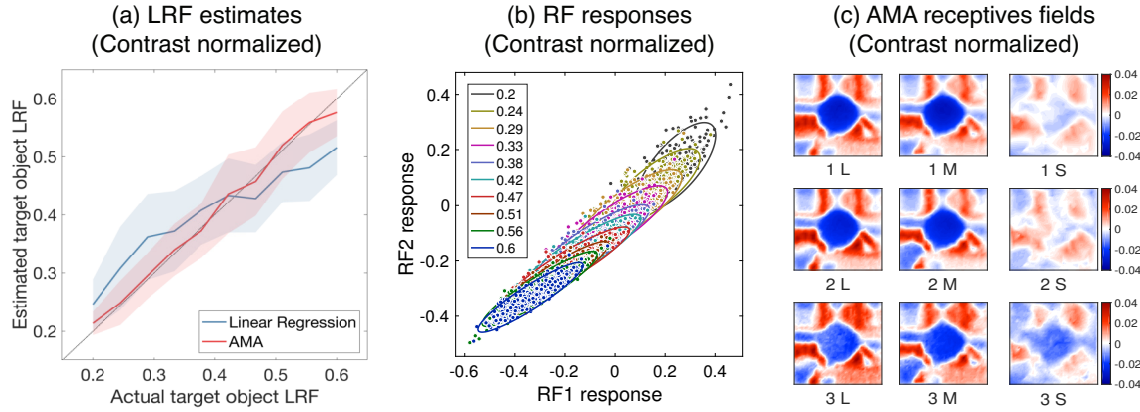 (a) LRF estimates
(Contrast normalized)
Estimated target object LRF
0.6
0.5
0.4
0.3
0.2
Linear Regression
AMA
0.2 0.3 0.4 0.5 0.6
Actual target object LRF
(b) RF responses
(Contrast normalized)
RF2 response
0.4
0.2
0
-0.2
-0.4
0.2
0.24
0.29
0.33
0.38
0.42
0.47
0.51
0.56
0.6
-0.6 -0.4 -0.2 0 0.2 0.4
RF1 response
(c) AMA receptives fields
(Contrast normalized)
0.04
0.02
0
-0.02
-0.04
1 L 1 M 1 S
0.04
0.02
0
-0.02
-0.04
2 L 2 M 2 S
0.04
0.02
0
-0.02
-0.04
3 L 3 M 3 S